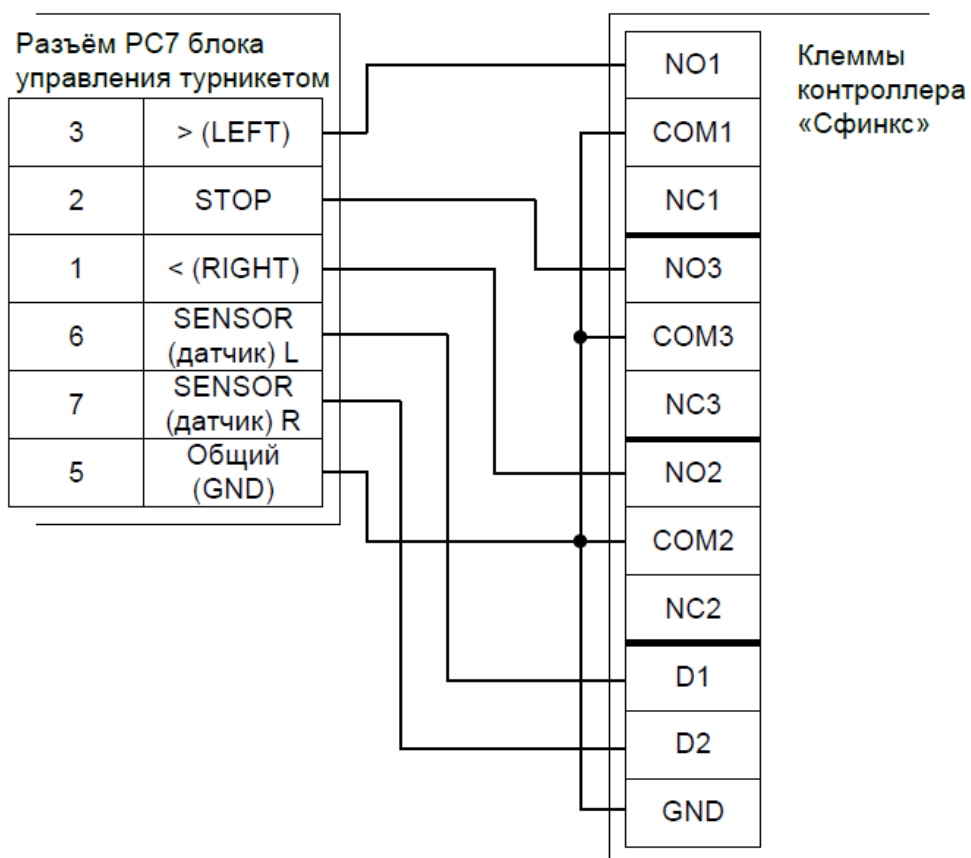 Разъём PC7 блока
управления турникетом
3
> (LEFT)
2
STOP
1
< (RIGHT)
6
SENSOR
(датчик) L
7
SENSOR
(датчик) R
5
Общий
(GND)
NO1
COM1
NC1
NO3
COM3
NC3
NO2
COM2
NC2
D1
D2
GND
Клеммы
контроллера
«Сфинкс»